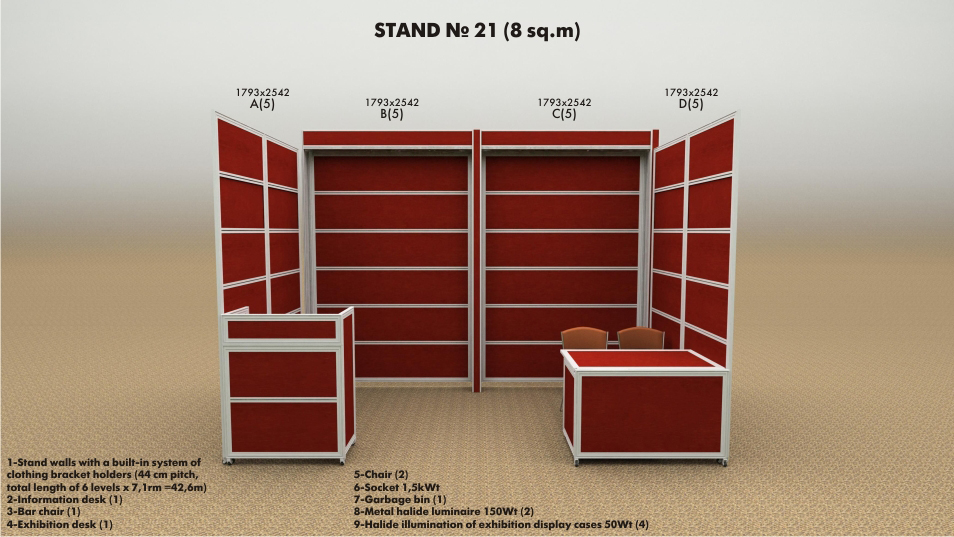 STAND № 21 (8 sq.m)
1793x2542
A(5)
1793x2542
B(5)
1793x2542
C(5)
1793x2542
D(5)
1-Stand walls with a built-in system of
clothing bracket holders (44 cm pitch,
total length of 6 levels x 7,1rm =42,6m)
2-Information desk (1)
3-Bar chair (1)
4-Exhibition desk (1)
5-Chair (2)
6-Socket 1,5kWt
7-Garbage bin (1)
8-Metal halide luminaire 150Wt (2)
9-Halide illumination of exhibition display cases 50Wt (4)